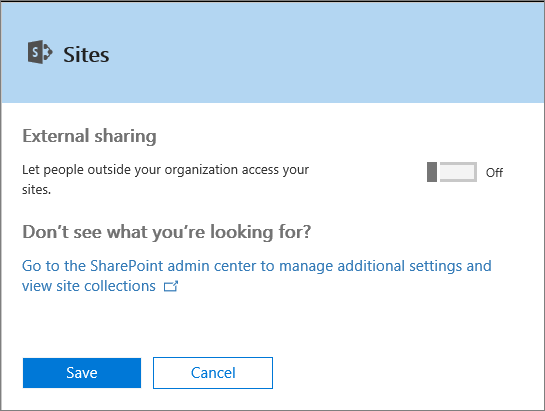 Sites
External sharing
Let people outside your organization access your
sites.
Off
Don’t see what you’re looking for?
Go to the SharePoint admin center to manage additional settings and
view site collections
Save
Cancel